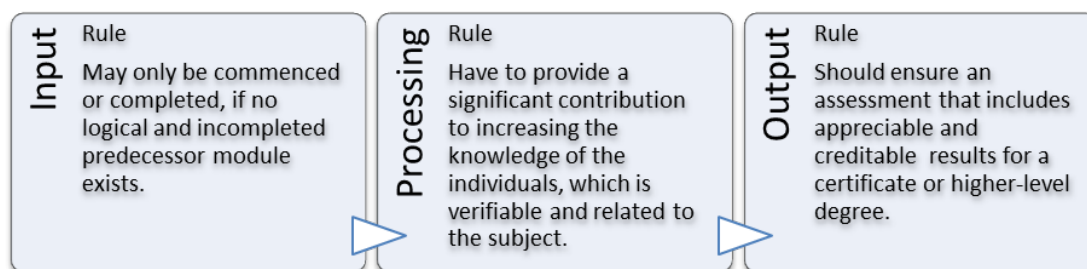 Input
Rule
May only be commenced
or completed, if no
logical and incompleted
predecessor module
exists.
Processing
Rule
Have to provide a
significant contribution
to increasing the
knowledge of the
individuals, which is
verifiable and related to
the subject.
Output
Rule
Should ensure an
assessment that includes
appreciable and
creditable  results for a
certificate or higher-level
degree.